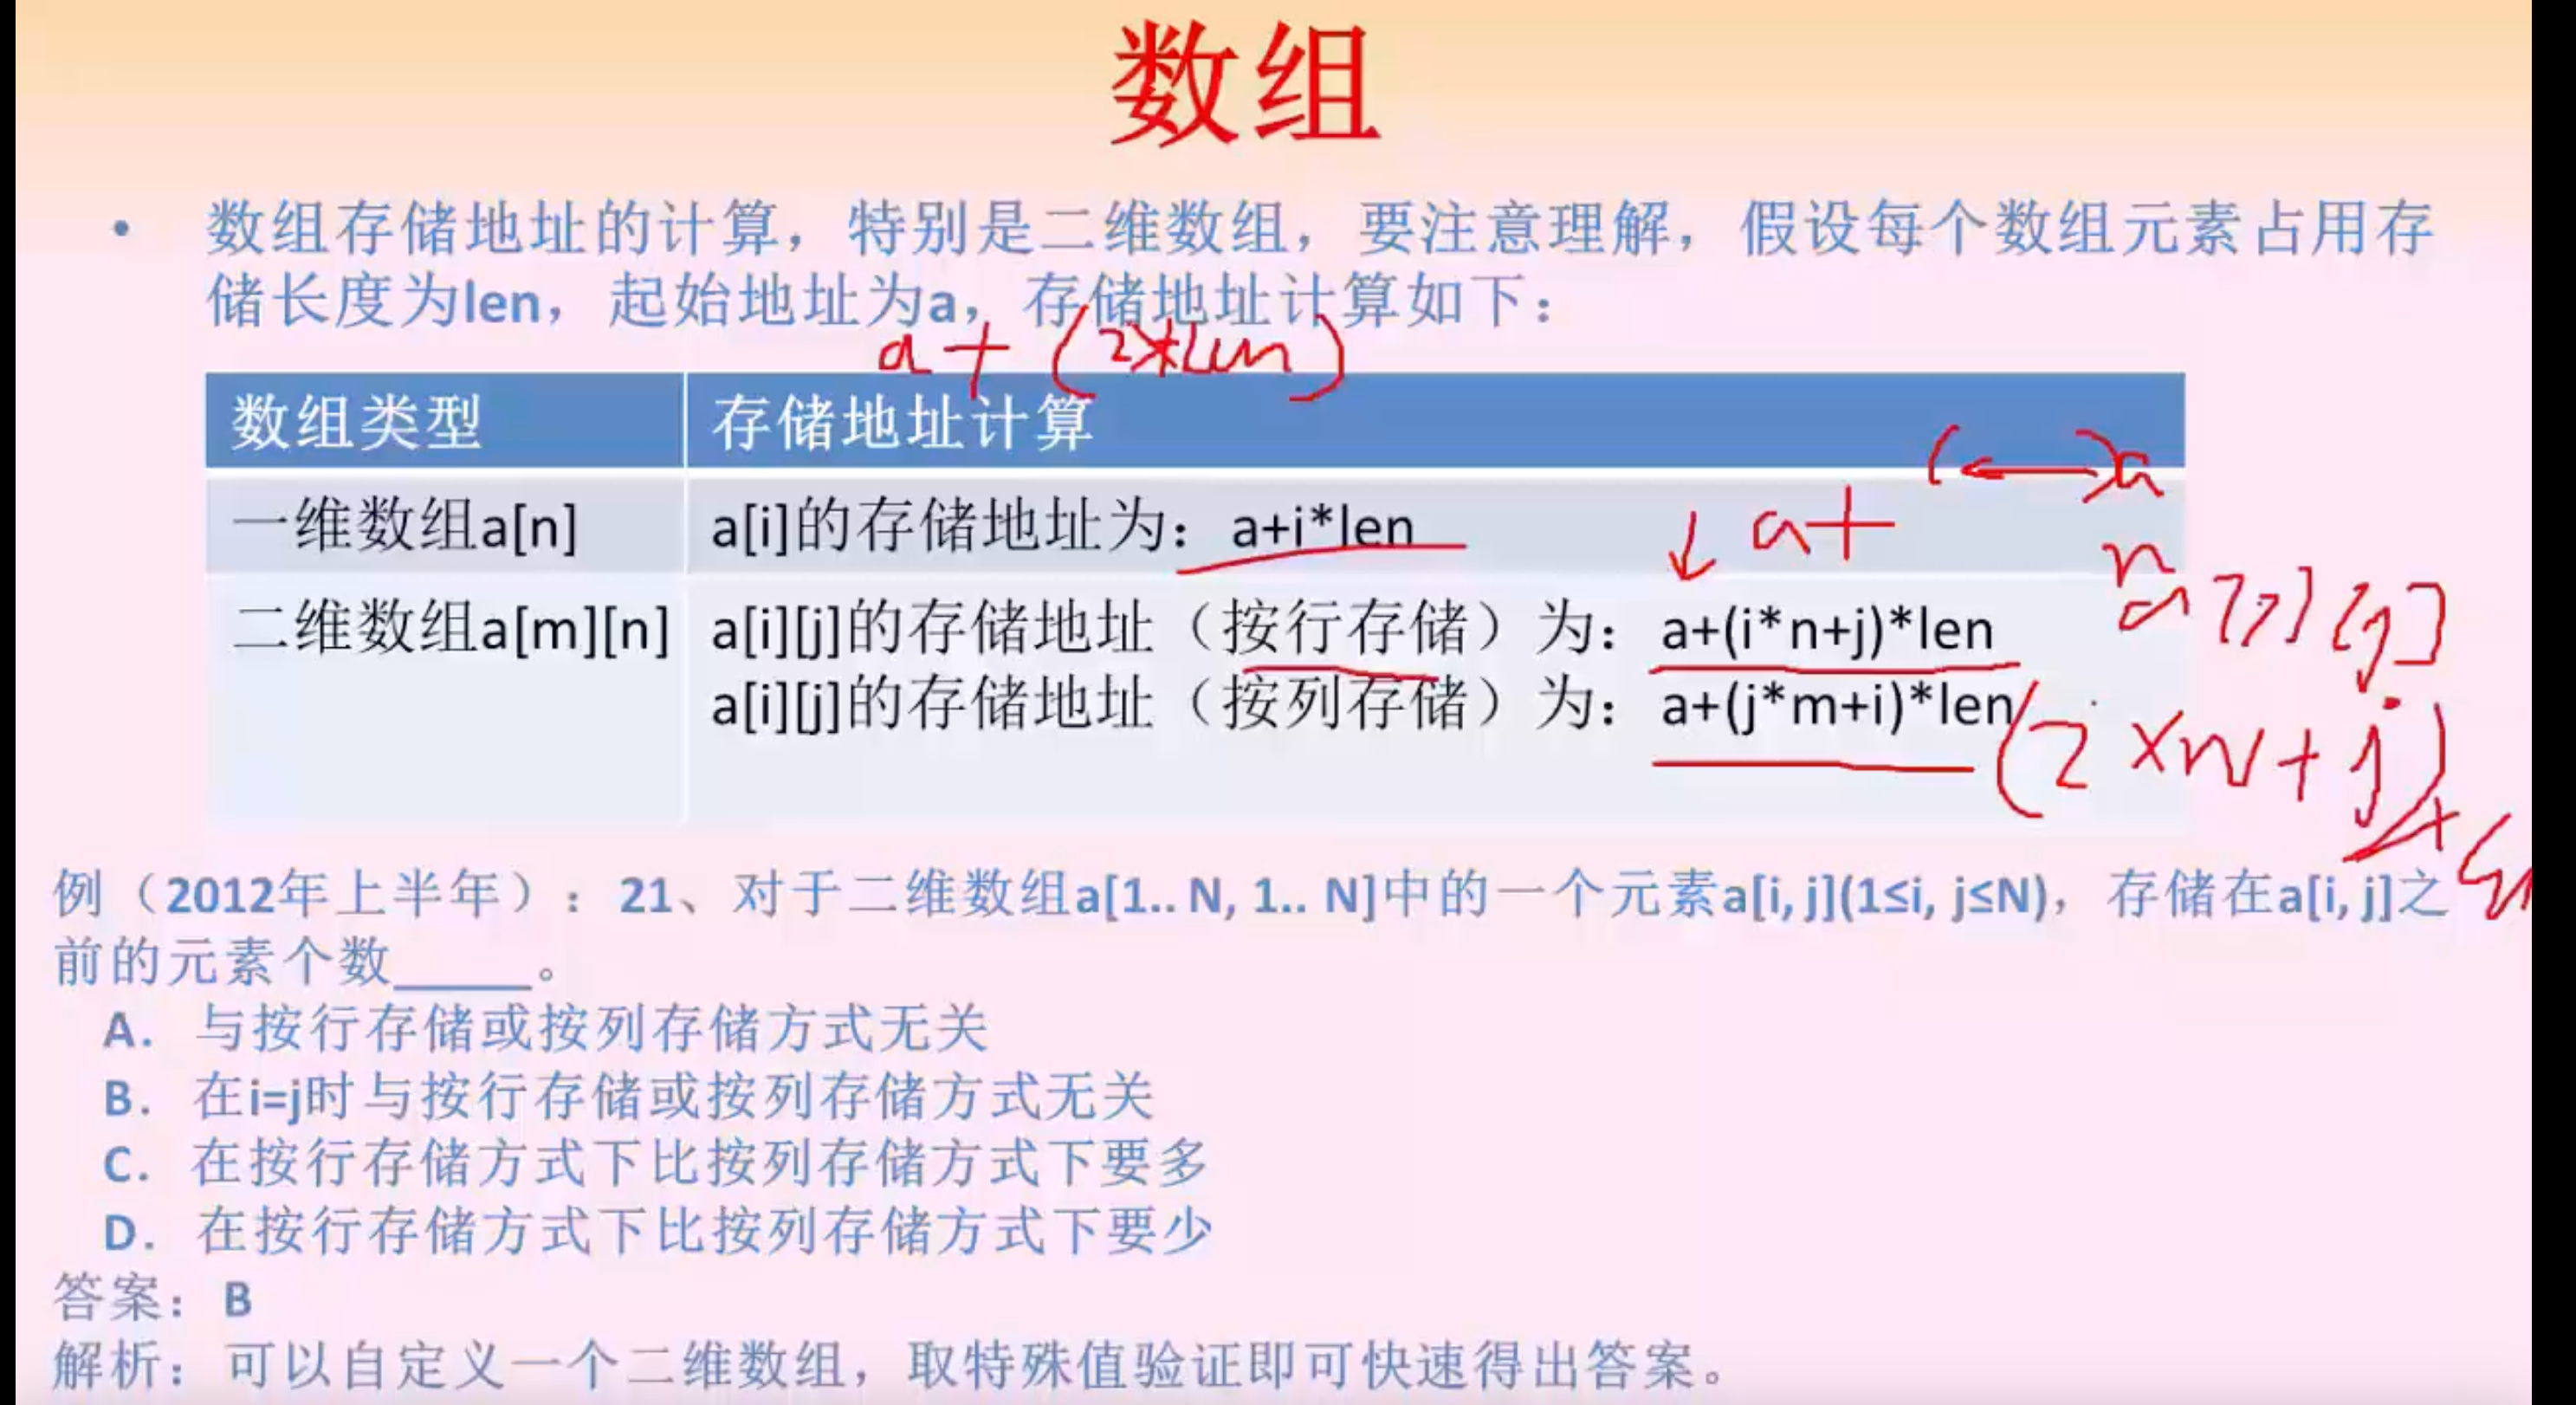 数组
• 数组存储地址的计算，特别是二维数组，要注意理解，假设每个数组元素占用存
储长度为len，起始地址为a，存储地址计算如下：
a+(2*len)
数组类型 存储地址计算
一维数组a[n] a[i]的存储地址为：a+i*len
a+
n
二维数组a[m][n] a[i][j]的存储地址（按行存储）为：a+(i*n+j)*len
a[i][j]的存储地址（按列存储）为：a+(j*m+i)*len
(2×n+j)
例（2012年上半年）：21、对于二维数组a[1.. N, 1.. N]中的一个元素a[i, j](1≤i, j≤N)，存储在a[i, j]之
前的元素个数_____。
A. 与按行存储或按列存储方式无关
B. 在i=j时与按行存储或按列存储方式无关
C. 在按行存储方式下比按列存储方式下要多
D. 在按行存储方式下比按列存储方式下要少
答案：B
解析：可以自定义一个二维数组，取特殊值验证即可快速得出答案。